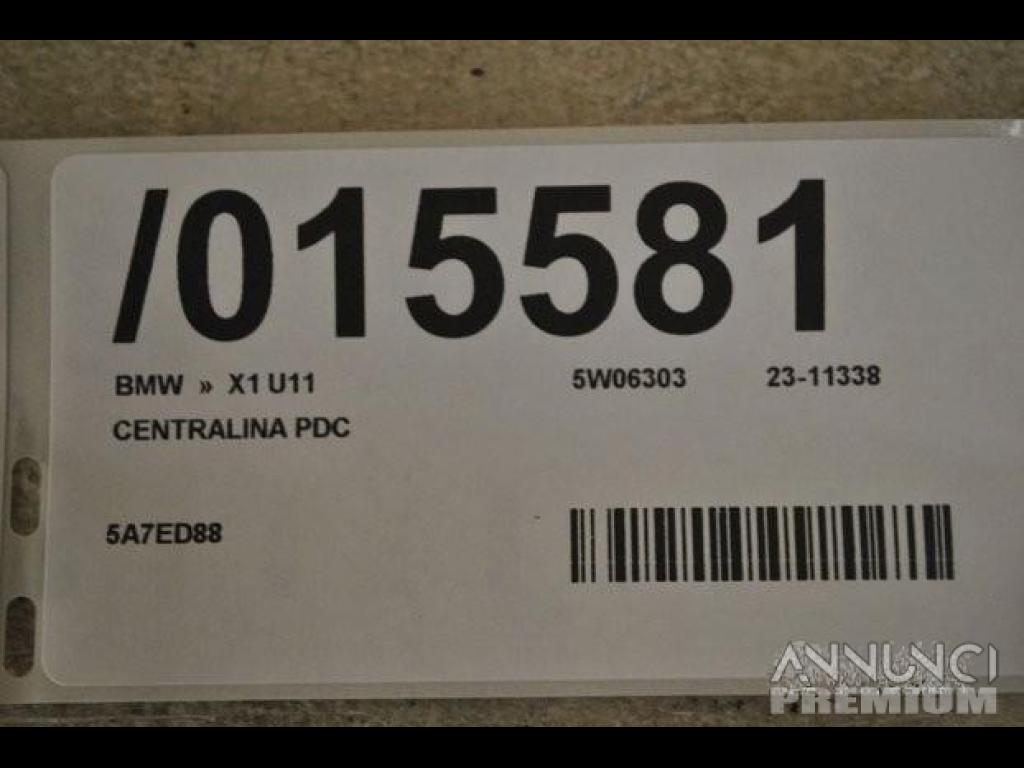 /015581
BMW » X1 U11 5W06303 23-11338
CENTRALINA PDC
5A7ED88
ANNUNCI
PREMIUM